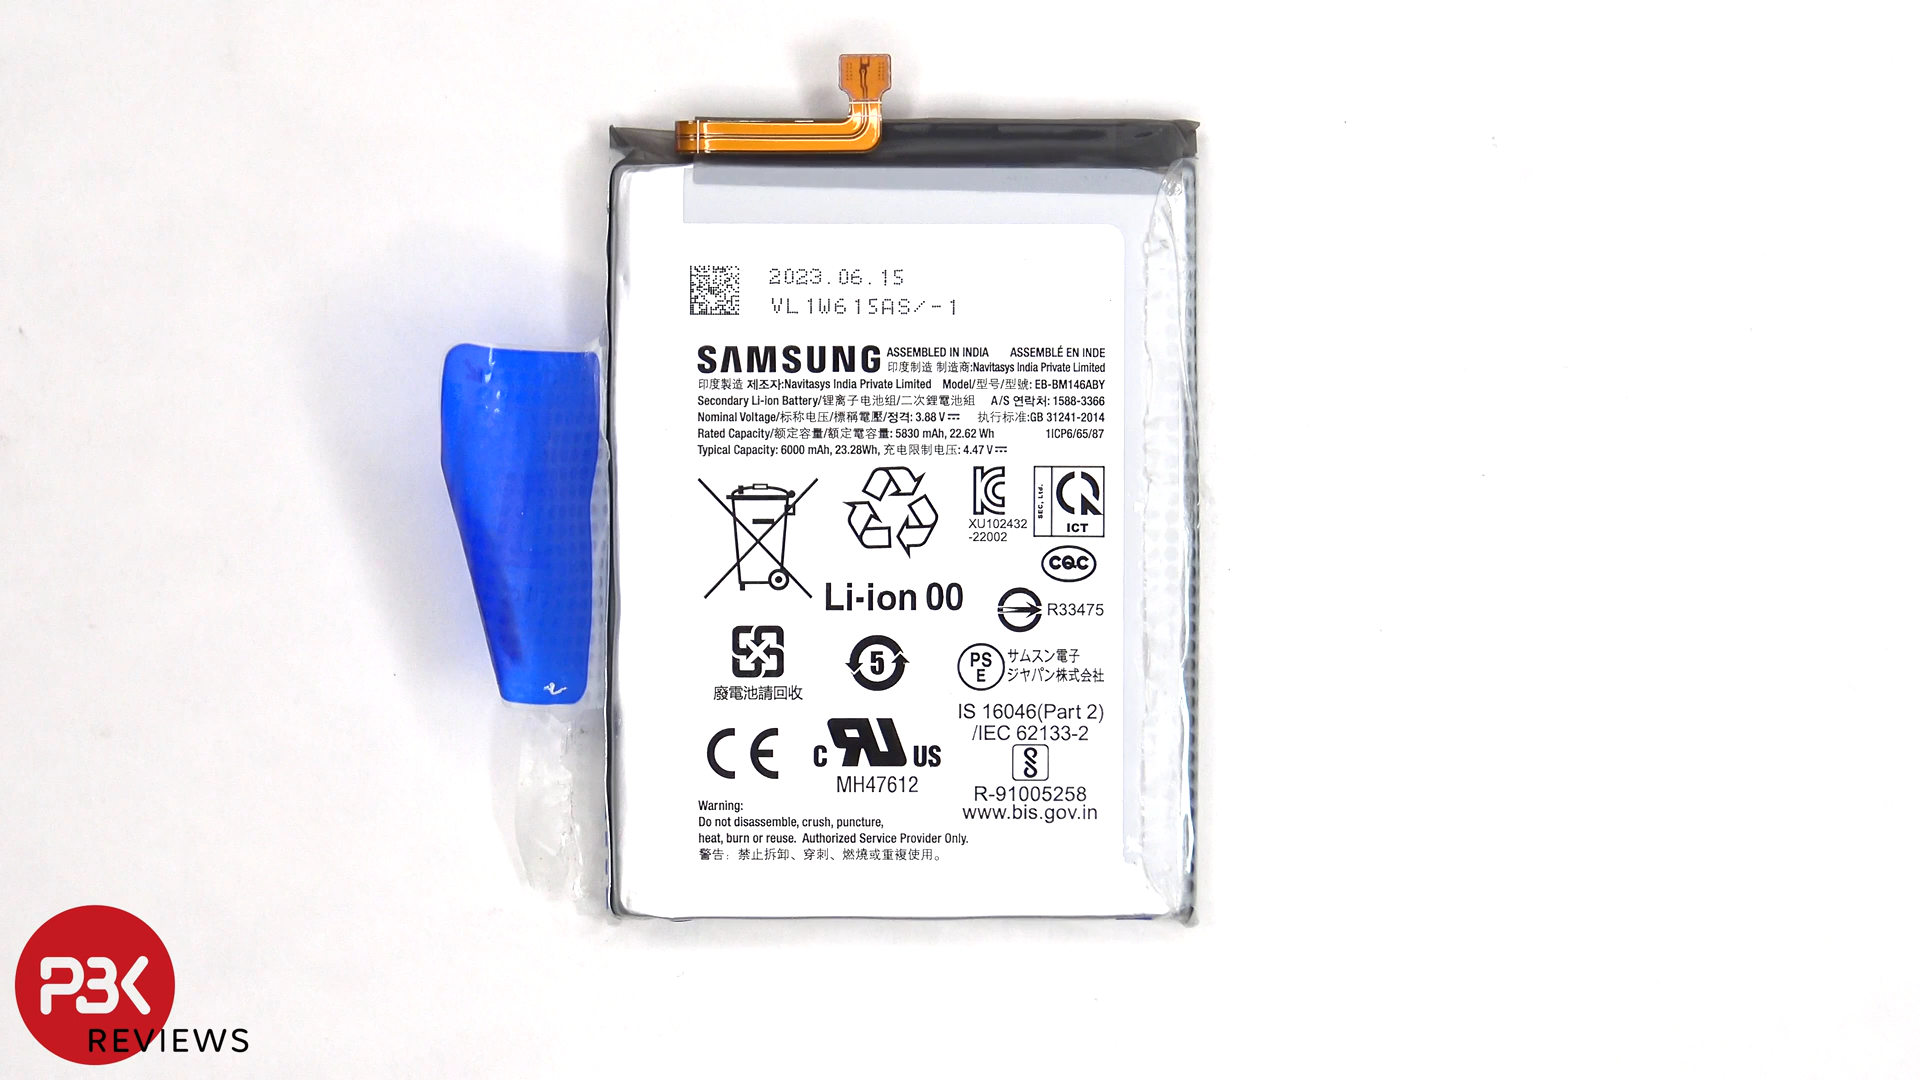 2023.06.15
VL1W615AS/-1
SAMSUNG ASSEMBLED IN INDIA ASSEMBLÉ EN INDE
印度制造 制造商:Navitasys India Private Limited
印度製造 제조자:Navitasys India Private Limited Model/型号/型號: EB-BM146ABY
Secondary Li-ion Battery/锂离子电池组/二次鋰電池組 A/S 연락처: 1588-3366
Nominal Voltage/标称电压/標稱電壓/정격: 3.88 V⎓ 执行标准:GB 31241-2014
Rated Capacity/额定容量/額定電容量: 5830 mAh, 22.62 Wh 1ICP6/65/87
Typical Capacity: 6000 mAh, 23.28Wh, 充电限制电压: 4.47 V⎓
XU102432
-22002
SEC, Ltd.
ICT
CQC
Li-ion 00
R33475
廢電池請回收
5
PS
E
サムスン電子
ジャパン株式会社
IS 16046(Part 2)
/IEC 62133-2
CE
c RU US
MH47612
R-91005258
www.bis.gov.in
Warning:
Do not disassemble, crush, puncture,
heat, burn or reuse. Authorized Service Provider Only.
警告: 禁止拆卸、穿刺、燃燒或重複使用。
P3K
REVIEWS